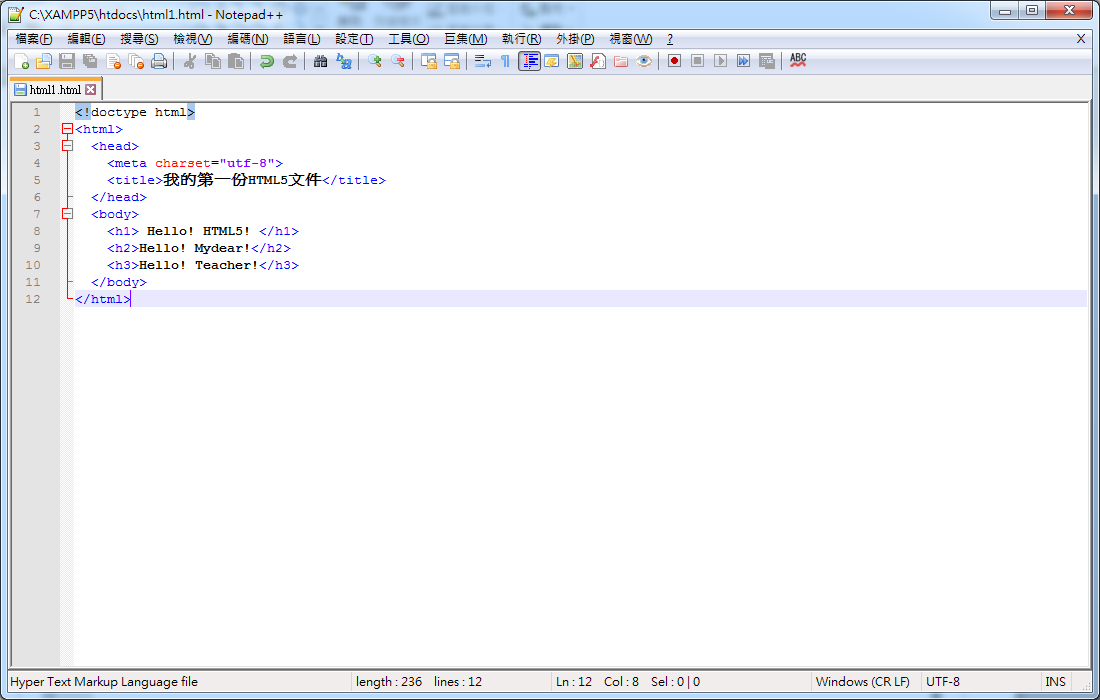 C:\XAMPP5\htdocs\html1.html - Notepad++
檔案(F) 編輯(E) 搜尋(S) 檢視(V) 編碼(N) 語言(L) 設定(T) 工具(O) 巨集(M) 執行(R) 外掛(P) 視窗(W) ? X
ABC
html1.html
1 <!doctype html>
2 <html>
3 <head>
4 <meta charset="utf-8">
5 <title>我的第一份HTML5文件</title>
6 </head>
7 <body>
8 <h1> Hello! HTML5! </h1>
9 <h2>Hello! Mydear!</h2>
10 <h3>Hello! Teacher!</h3>
11 </body>
12 </html>
Hyper Text Markup Language file length : 236 lines : 12 Ln : 12 Col : 8 Sel : 0 | 0 Windows (CR LF) UTF-8 INS